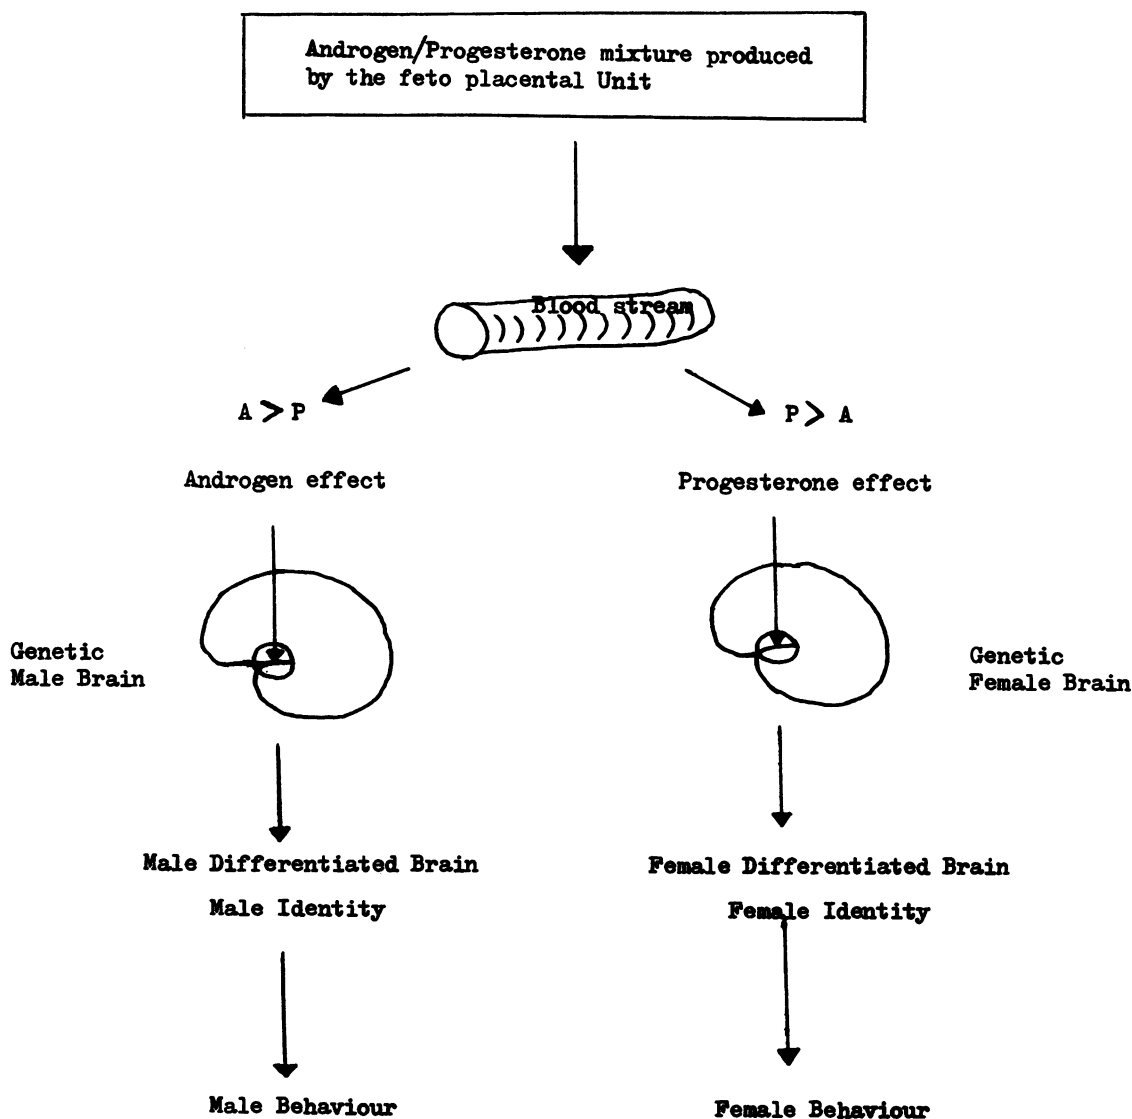 Androgen/Progesterone mixture produced
by the feto placental Unit
Blood stream
A > P
P > A
Androgen effect
Progesterone effect
Genetic
Male Brain
Genetic
Female Brain
Male Differentiated Brain
Female Differentiated Brain
Male Identity
Female Identity
Male Behaviour
Female Behaviour